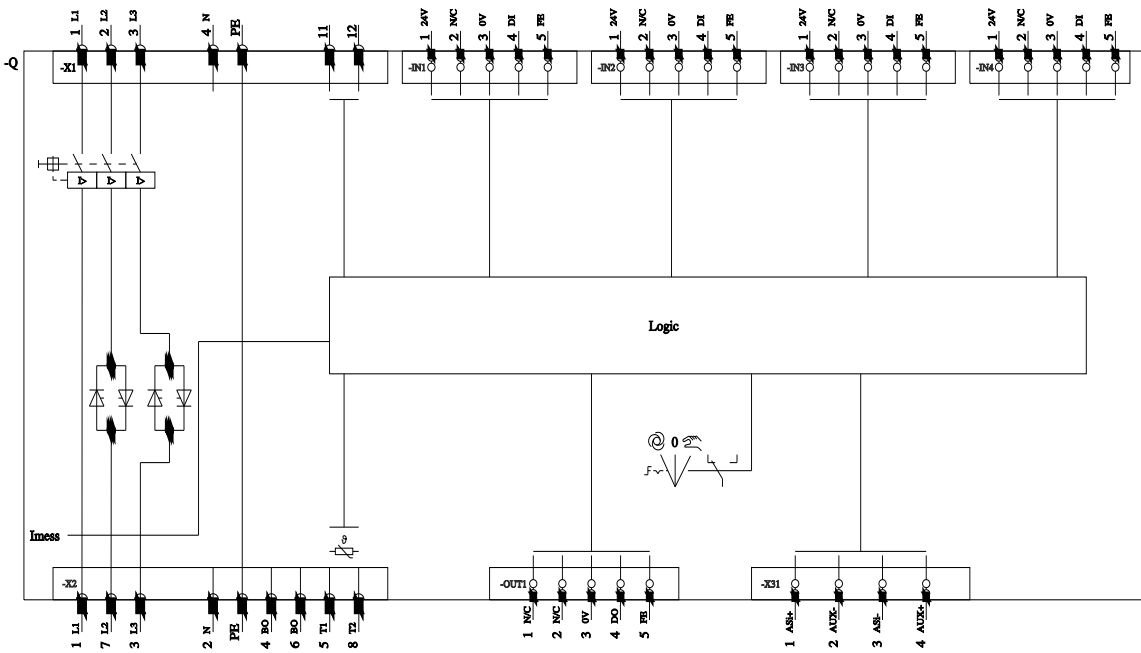 1 L1
2 L2
3 L3
4 N
PE
11
12
1 24V
2 N/C
3 0V
4 DI
5 FE
1 24V
2 N/C
3 0V
4 DI
5 FE
1 24V
2 N/C
3 0V
4 DI
5 FE
1 24V
2 N/C
3 0V
4 DI
5 FE
-Q
-X1
-IN1
-IN2
-IN3
-IN4
Logic
0
Imess
ϑ
-X2
-OUT1
-X31
1 L1
7 L2
3 L3
2 N
PE
4 BO
6 BO
5 T1
8 T2
1 N/C
2 N/C
3 0V
4 DO
5 FE
1 ASi+
2 AUX-
3 ASi-
4 AUX+